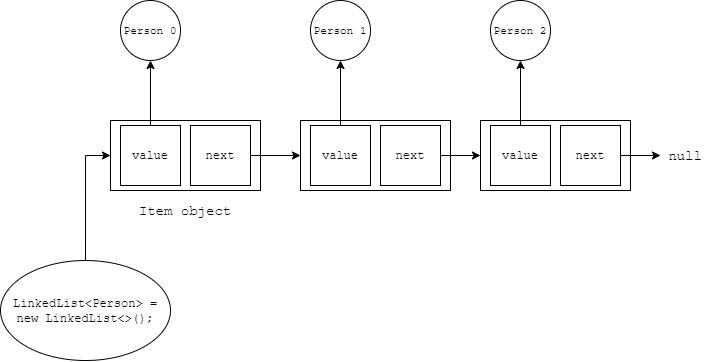 Person 0
Person 1
Person 2
value
next
value
next
value
next
null
Item object
LinkedList<Person> =
new LinkedList<>();